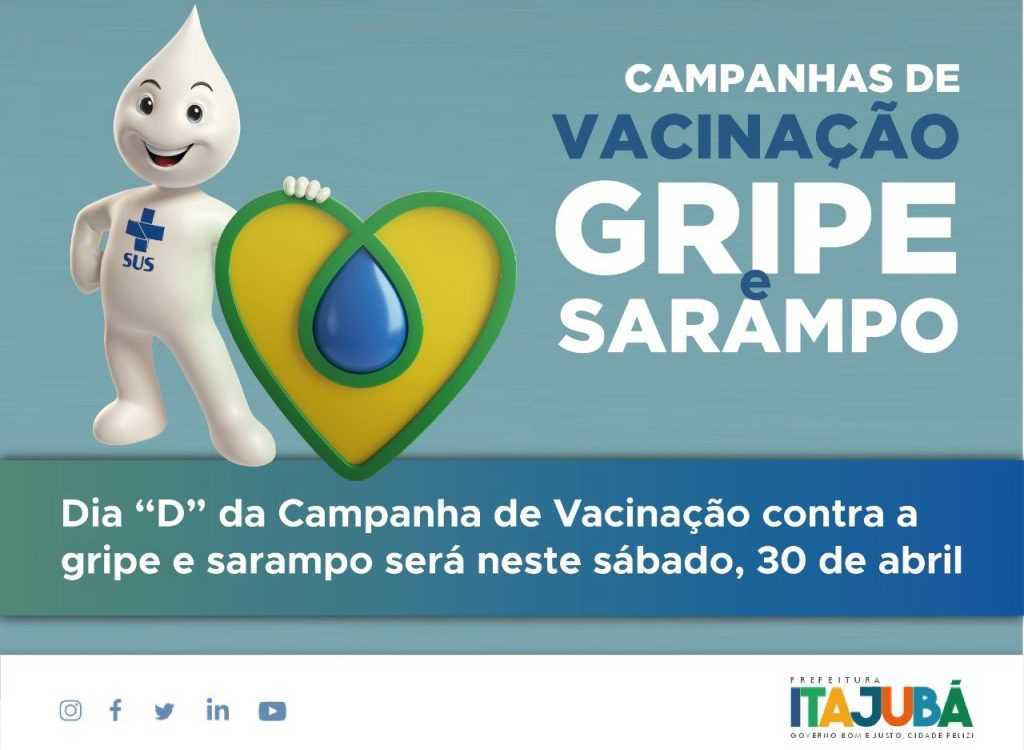 SUS
CAMPANHAS DE
VACINAÇÃO
GRIPE
e
SARAMPO
Dia “D” da Campanha de Vacinação contra a
gripe e sarampo será neste sábado, 30 de abril
PREFEITURA
ITAJUBÁ
GOVERNO BOM E JUSTO, CIDADE FELIZ!